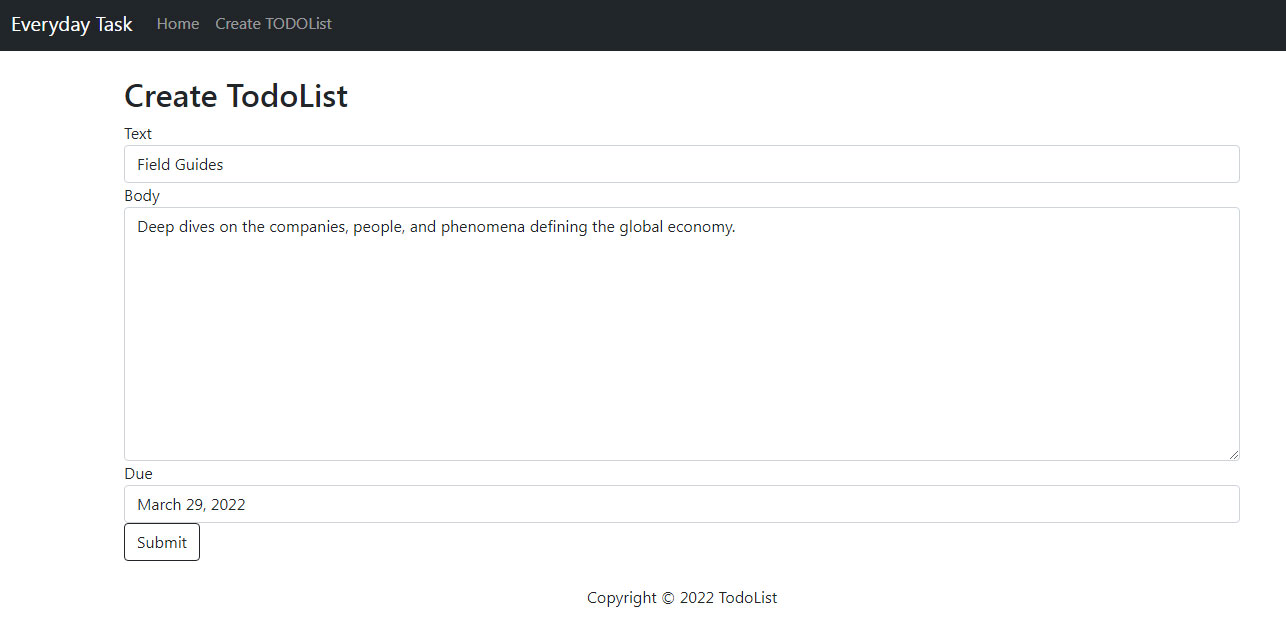 Everyday Task Home Create TODOList
Create TodoList
Text
Field Guides
Body
Deep dives on the companies, people, and phenomena defining the global economy.
Due
March 29, 2022
Submit
Copyright © 2022 TodoList